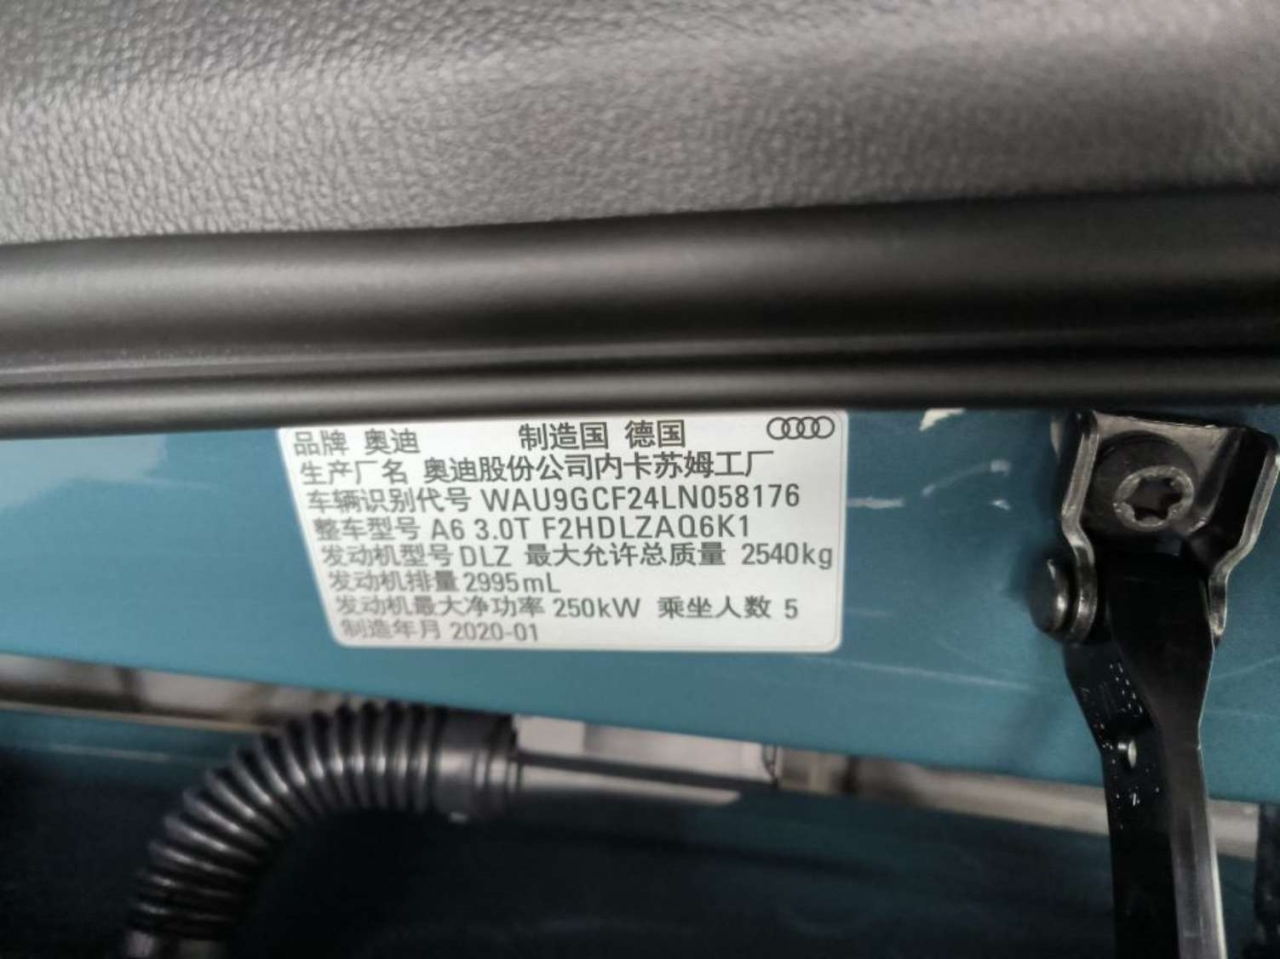 品牌 奥迪 制造国 德国
生产厂名 奥迪股份公司内卡苏姆工厂
车辆识别代号 WAU9GCF24LN058176
整车型号 A6 3.0T F2HDLZAQ6K1
发动机型号 DLZ 最大允许总质量 2540kg
发动机排量 2995mL
发动机最大净功率 250kW 乘坐人数 5
制造年月 2020-01